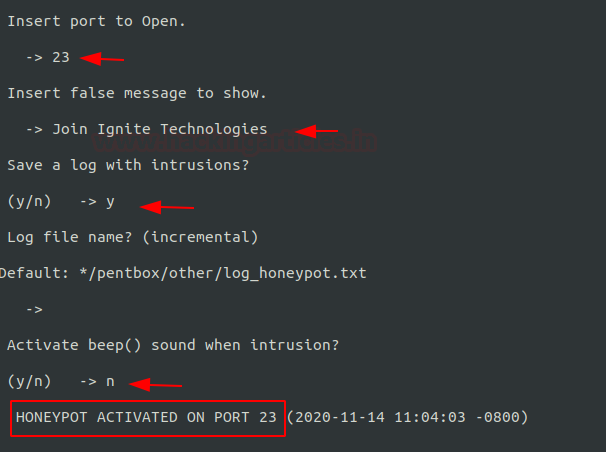 Insert port to Open.
-> 23
Insert false message to show.
-> Join Ignite Technologies
Save a log with intrusions?
(y/n)   -> y
Log file name? (incremental)
Default: */pentbox/other/log_honeypot.txt
->
Activate beep() sound when intrusion?
(y/n)   -> n
HONEYPOT ACTIVATED ON PORT 23 (2020-11-14 11:04:03 -0800)